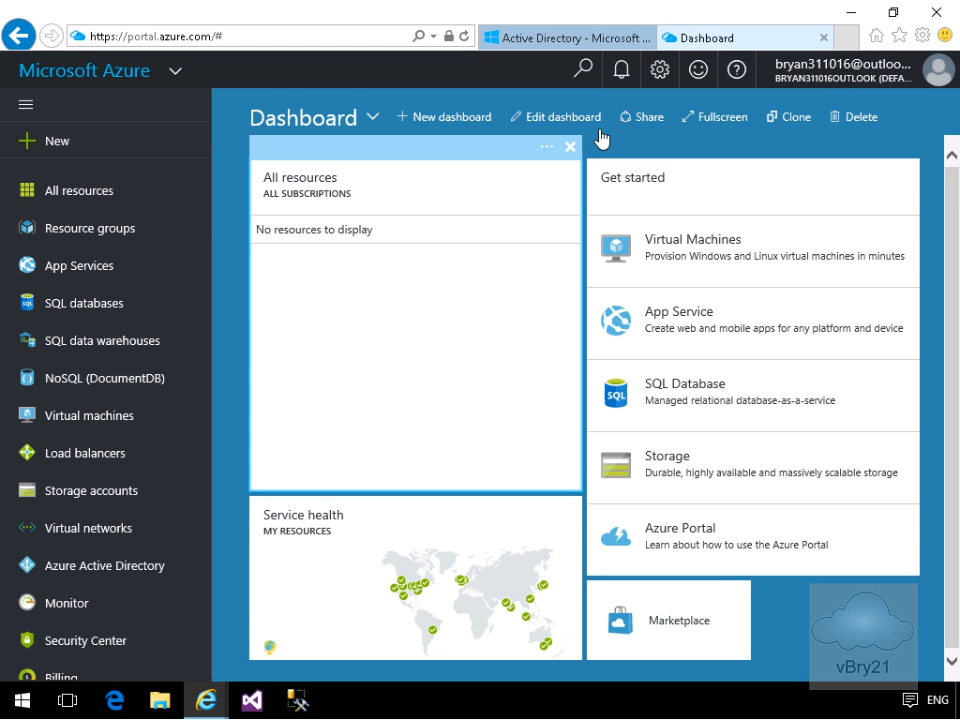 https://portal.azure.com/#
Active Directory - Microsoft ...
Dashboard
Microsoft Azure
bryan311016@outloo...
BRYAN311016OUTLOOK (DEFA...
New
All resources
Resource groups
App Services
SQL databases
SQL data warehouses
NoSQL (DocumentDB)
Virtual machines
Load balancers
Storage accounts
Virtual networks
Azure Active Directory
Monitor
Security Center
Billing
Dashboard
New dashboard
Edit dashboard
Share
Fullscreen
Clone
Delete
All resources
ALL SUBSCRIPTIONS
No resources to display
Service health
MY RESOURCES
Get started
Virtual Machines
Provision Windows and Linux virtual machines in minutes
App Service
Create web and mobile apps for any platform and device
SQL
SQL Database
Managed relational database-as-a-service
Storage
Durable, highly available and massively scalable storage
Azure Portal
Learn about how to use the Azure Portal
Marketplace
vBry21
ENG